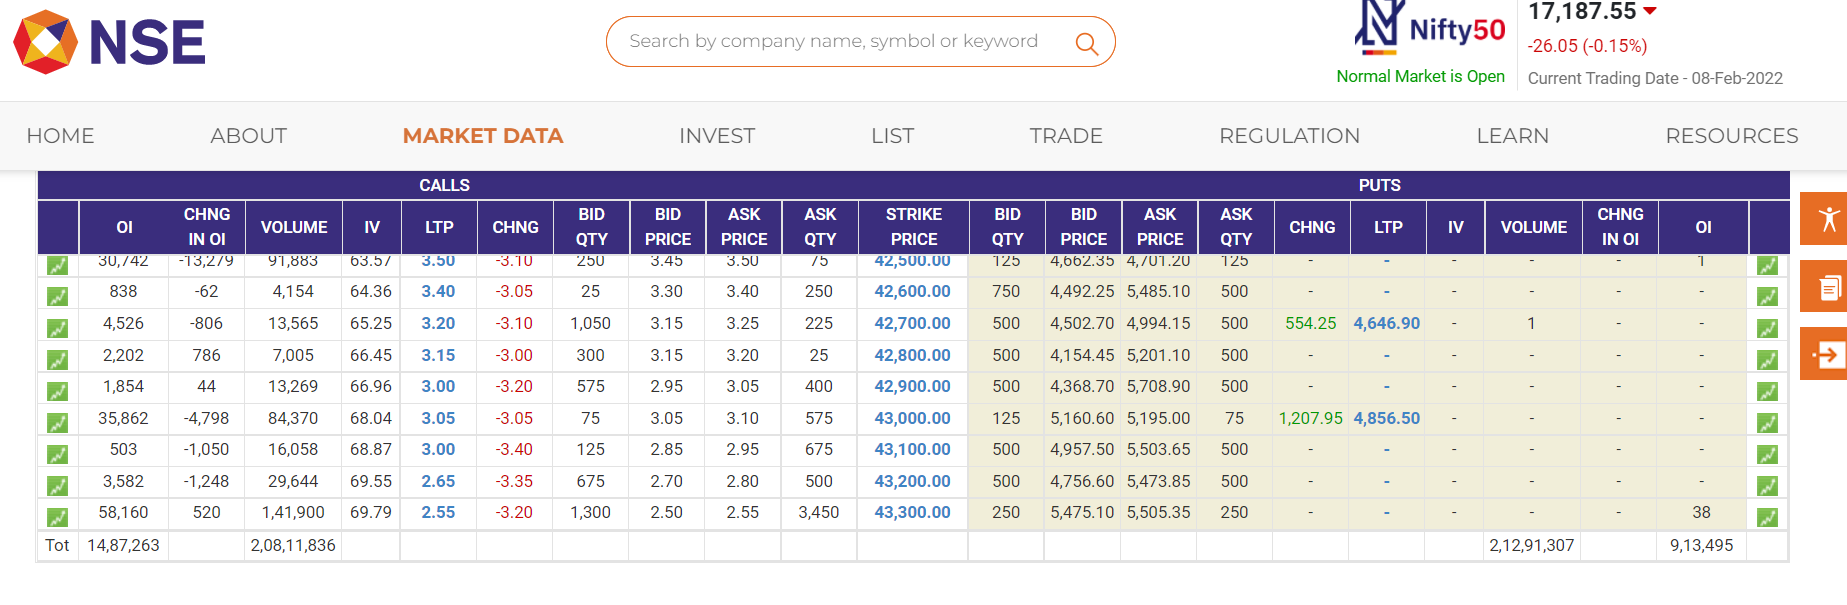 NSE
Search by company name, symbol or keyword
Nifty50
Normal Market is Open
17,187.55
-26.05 (-0.15%)
Current Trading Date - 08-Feb-2022
HOME ABOUT MARKET DATA INVEST LIST TRADE REGULATION LEARN RESOURCES
CALLS PUTS
OI CHNG IN OI VOLUME IV LTP CHNG BID QTY BID PRICE ASK PRICE ASK QTY STRIKE PRICE BID QTY BID PRICE ASK PRICE ASK QTY CHNG LTP IV VOLUME CHNG IN OI OI
30,742 -13,279 91,883 63.57 3.50 -3.10 250 3.45 3.50 75 42,500.00 125 4,662.35 4,701.20 125 - - - - - 1
838 -62 4,154 64.36 3.40 -3.05 25 3.30 3.40 250 42,600.00 750 4,492.25 5,485.10 500 - - - - - -
4,526 -806 13,565 65.25 3.20 -3.10 1,050 3.15 3.25 225 42,700.00 500 4,502.70 4,994.15 500 554.25 4,646.90 - 1 - -
2,202 786 7,005 66.45 3.15 -3.00 300 3.15 3.20 25 42,800.00 500 4,154.45 5,201.10 500 - - - - - -
1,854 44 13,269 66.96 3.00 -3.20 575 2.95 3.05 400 42,900.00 500 4,368.70 5,708.90 500 - - - - - -
35,862 -4,798 84,370 68.04 3.05 -3.05 75 3.05 3.10 575 43,000.00 125 5,160.60 5,195.00 75 1,207.95 4,856.50 - - - -
503 -1,050 16,058 68.87 3.00 -3.40 125 2.85 2.95 675 43,100.00 500 4,957.50 5,503.65 500 - - - - - -
3,582 -1,248 29,644 69.55 2.65 -3.35 675 2.70 2.80 500 43,200.00 500 4,756.60 5,473.85 500 - - - - - -
58,160 520 1,41,900 69.79 2.55 -3.20 1,300 2.50 2.55 3,450 43,300.00 250 5,475.10 5,505.35 250 - - - - - 38
Tot 14,87,263 2,08,11,836 2,12,91,307 9,13,495